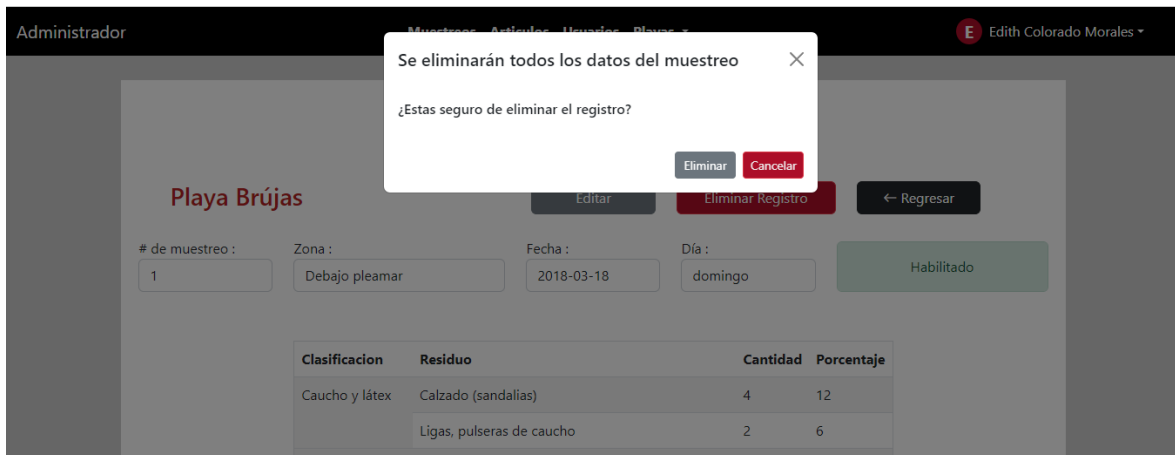 Administrador
Muestreos Articulos Usuarios Playas
E Edith Colorado Morales
Se eliminarán todos los datos del muestreo
¿Estas seguro de eliminar el registro?
Eliminar Cancelar
Playa Brújas
Editar Eliminar Registro ← Regresar
# de muestreo : Zona : Fecha : Día :
1 Debajo pleamar 2018-03-18 domingo Habilitado
Clasificacion Residuo Cantidad Porcentaje
Caucho y látex Calzado (sandalias) 4 12
Ligas, pulseras de caucho 2 6